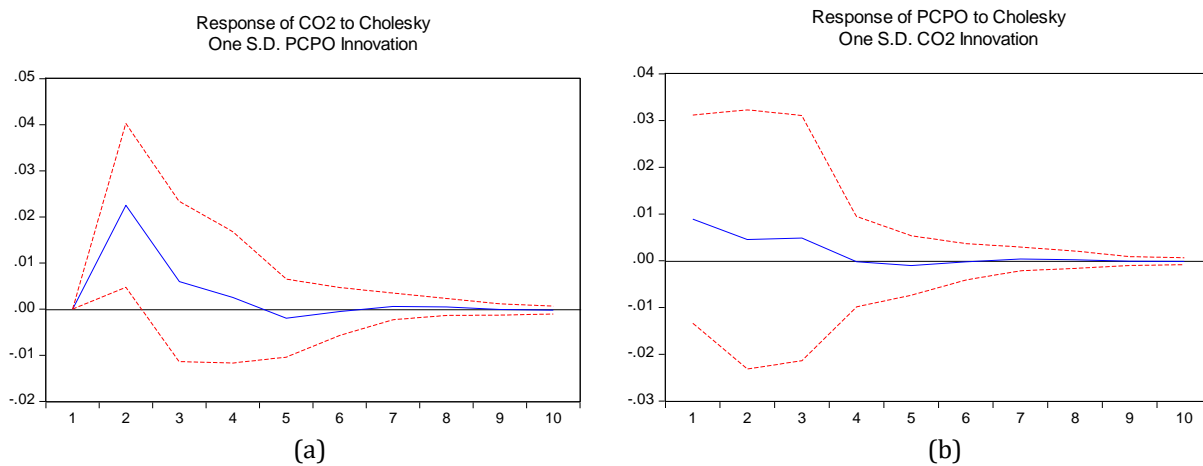 Response of CO2 to Cholesky
One S.D. PCPO Innovation
.05
.04
.03
.02
.01
.00
-.01
-.02
1 2 3 4 5 6 7 8 9 10
(a)
Response of PCPO to Cholesky
One S.D. CO2 Innovation
.04
.03
.02
.01
.00
-.01
-.02
-.03
1 2 3 4 5 6 7 8 9 10
(b)